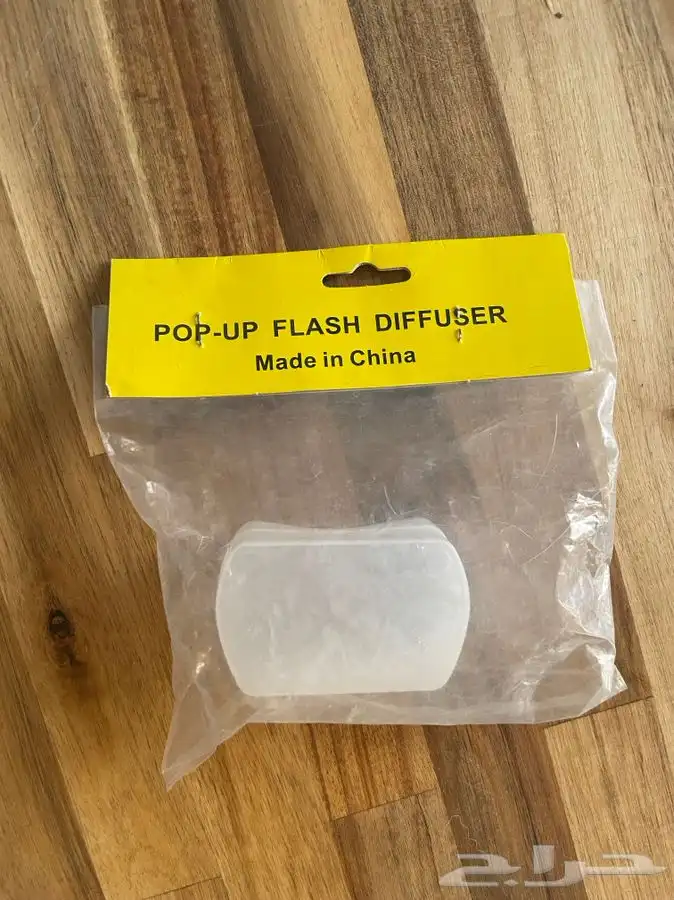 POP-UP FLASH DIFFUSER
Made in China
حراج